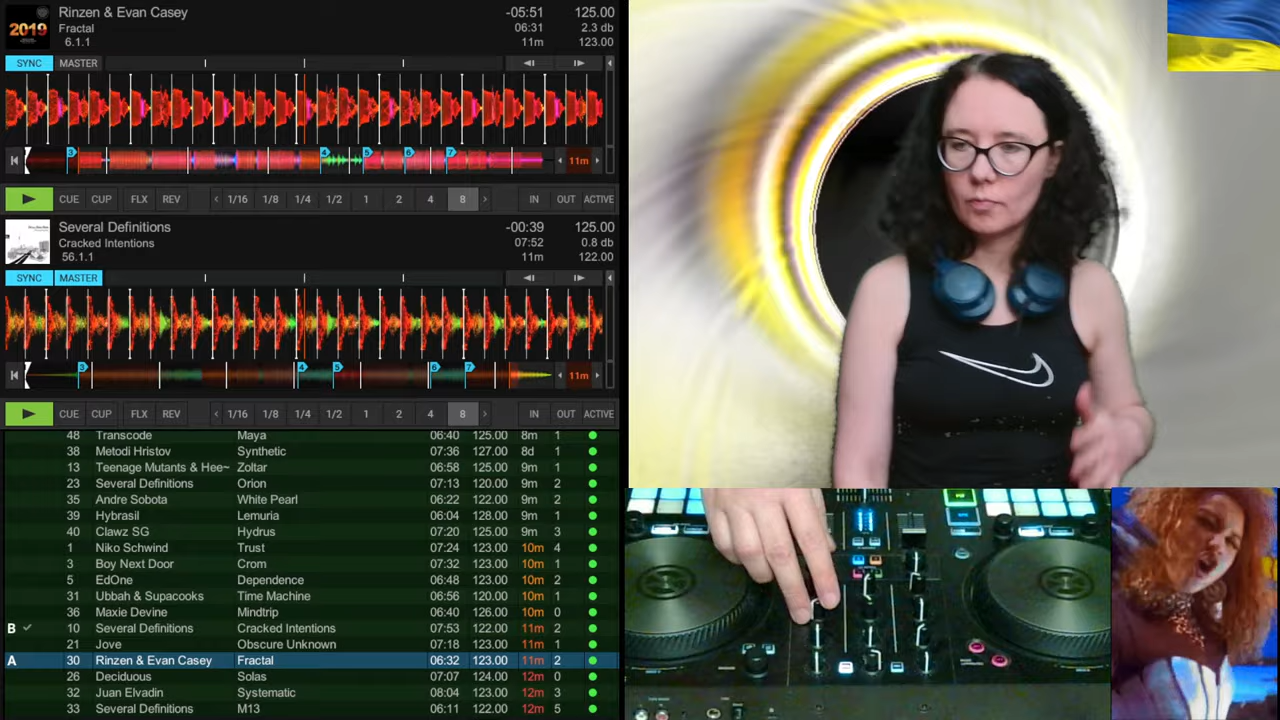 2019
Rinzen & Evan Casey -05:51 125.00
Fractal 06:31 2.3 db
6.1.1 11m 123.00
SYNC MASTER
3 4 5 6 7 11m
CUE CUP FLX REV 1/16 1/8 1/4 1/2 1 2 4 8 IN OUT ACTIVE
Several Definitions -00:39 125.00
Cracked Intentions 07:52 0.8 db
56.1.1 11m 122.00
SYNC MASTER
3 4 5 6 7 11m
CUE CUP FLX REV 1/16 1/8 1/4 1/2 1 2 4 8 IN OUT ACTIVE
48 Transcode Maya 06:40 125.00 8m 1
38 Metodi Hristov Synthetic 07:36 127.00 8d 1
13 Teenage Mutants & Hee~ Zoltar 06:58 125.00 9m 1
23 Several Definitions Orion 07:13 120.00 9m 2
35 Andre Sobota White Pearl 06:22 122.00 9m 2
39 Hybrasil Lemuria 06:04 128.00 9m 1
40 Clawz SG Hydrus 07:20 125.00 9m 3
1 Niko Schwind Trust 07:24 123.00 10m 4
3 Boy Next Door Crom 07:32 123.00 10m 1
5 EdOne Dependence 06:48 123.00 10m 2
31 Ubbah & Supacooks Time Machine 06:56 120.00 10m 1
36 Maxie Devine Mindtrip 06:40 126.00 10m 0
B 10 Several Definitions Cracked Intentions 07:53 122.00 11m 2
21 Jove Obscure Unknown 07:18 123.00 11m 1
A 30 Rinzen & Evan Casey Fractal 06:32 123.00 11m 2
26 Deciduous Solas 07:07 124.00 12m 0
32 Juan Elvadin Systematic 08:04 123.00 12m 3
33 Several Definitions M13 06:11 122.00 12m 5